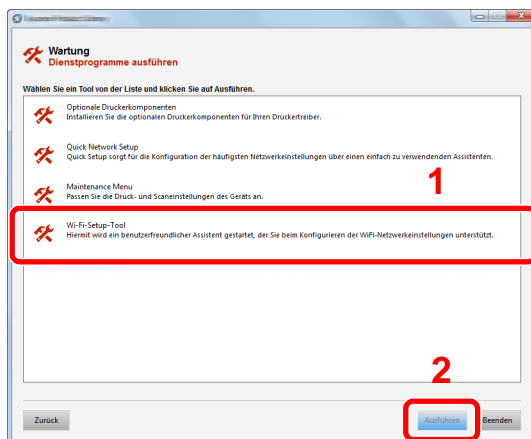 Wartung
Dienstprogramme ausführen
Wählen Sie ein Tool von der Liste und klicken Sie auf Ausführen.
Optionale Druckerkomponenten
Installieren Sie die optionalen Druckerkomponenten für Ihren Druckertreiber.
Quick Network Setup
Quick Setup sorgt für die Konfiguration der häufigsten Netzwerkeinstellungen über einen einfach zu verwendenden Assistenten.
1
Maintenance Menu
Passen Sie die Druck- und Scaneinstellungen des Geräts an.
Wi-Fi-Setup-Tool
Hiermit wird ein benutzerfreundlicher Assistent gestartet, der Sie beim Konfigurieren der WiFi-Netzwerkeinstellungen unterstützt.
2
Zurück
Ausführen
Beenden